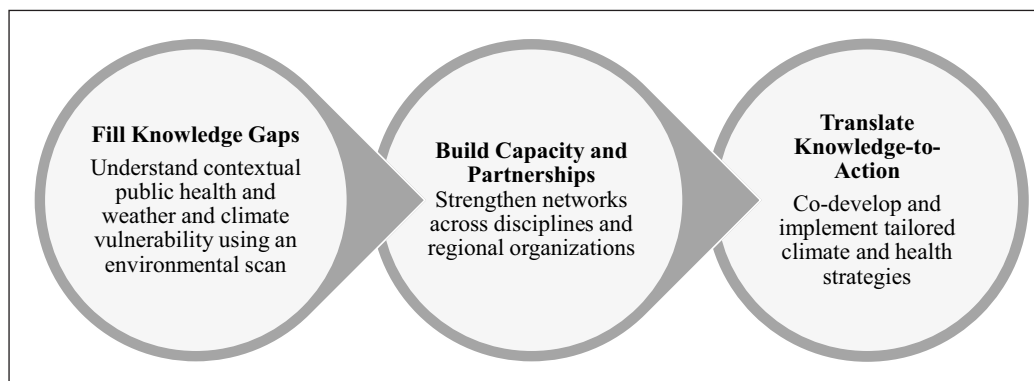 Fill Knowledge Gaps
Understand contextual
public health and
weather and climate
vulnerability using an
environmental scan
Build Capacity and
Partnerships
Strengthen networks
across disciplines and
regional organizations
Translate
Knowledge-to-
Action
Co-develop and
implement tailored
climate and health
strategies